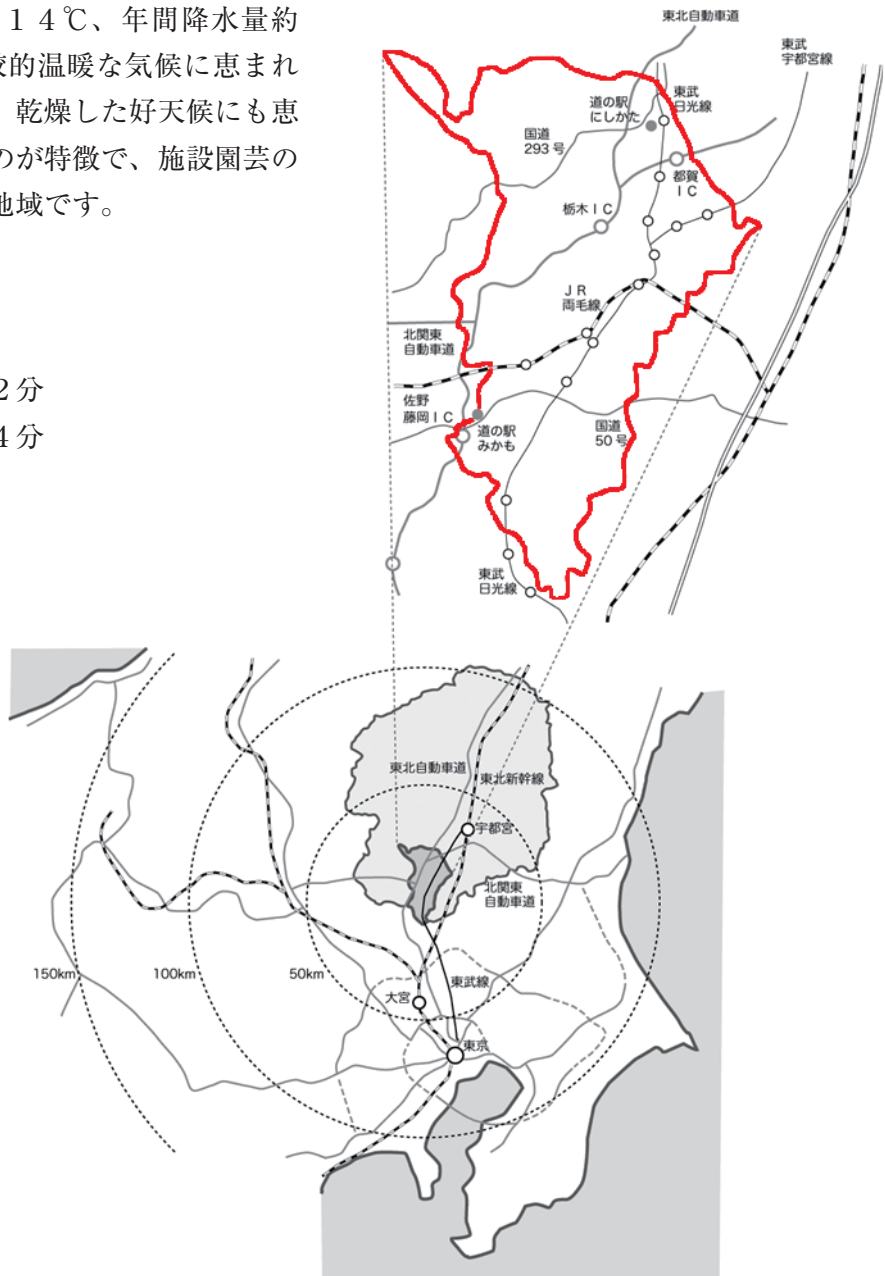 １４℃、年間降水量約
較的温暖な気候に恵まれ
乾燥した好天候にも恵
のが特徴で、施設園芸の
地域です。
２分
４分
東北自動車道
東武
宇都宮線
道の駅
にしかた
東武
日光線
国道
293 号
都賀
ＩＣ
栃木ＩＣ
ＪＲ
両毛線
北関東
自動車道
佐野
藤岡ＩＣ
道の駅
みかも
国道
50 号
東武
日光線
東北自動車道
東北新幹線
宇都宮
北関東
自動車道
150km
100km
50km
東武線
大宮
東京